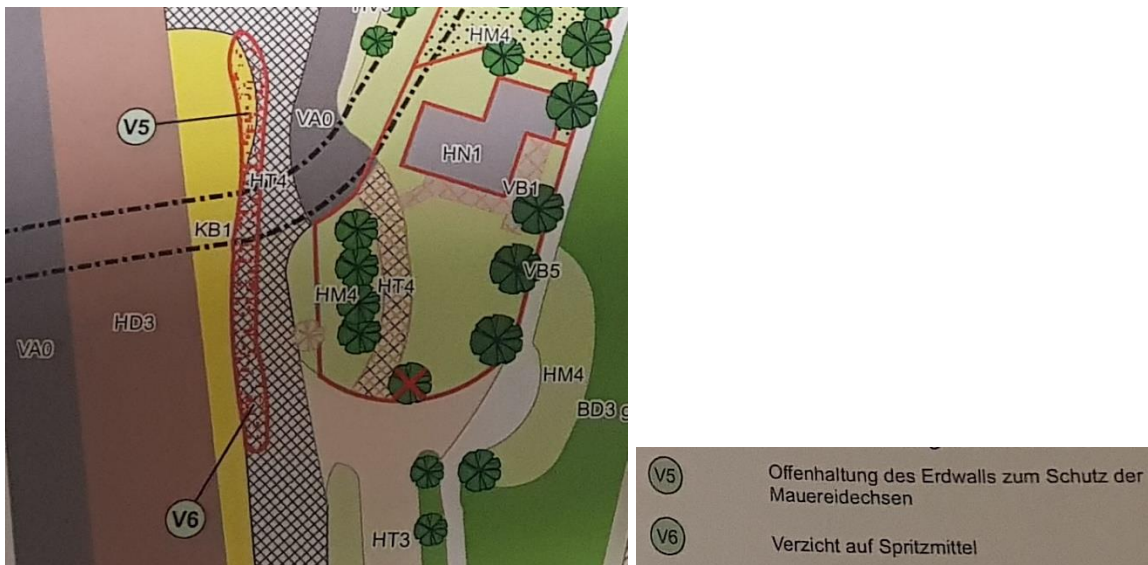 HM4
V5
VA0
HN1
HT4
VB1
KB1
VB5
HM4
HT4
HD3
VA0
HM4
BD3 g
V6
HT3
V5
Offenhaltung des Erdwalls zum Schutz der
Mauereidechsen
V6
Verzicht auf Spritzmittel